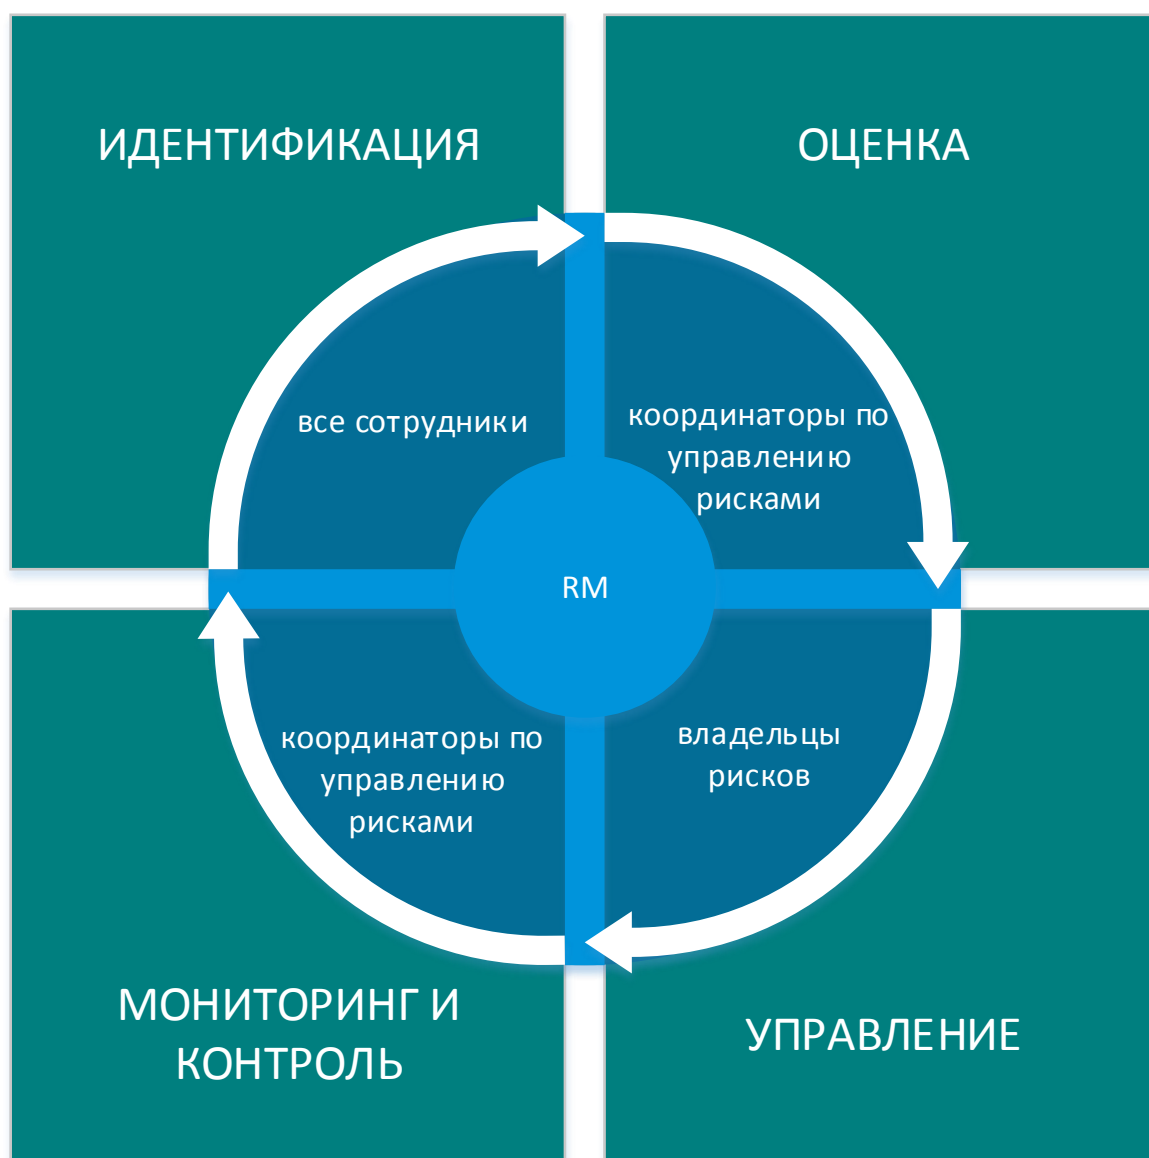 ИДЕНТИФИКАЦИЯ
ОЦЕНКА
все сотрудники
координаторы по
управлению
рисками
RM
координаторы по
управлению
рисками
владельцы
рисков
МОНИТОРИНГ И
КОНТРОЛЬ
УПРАВЛЕНИЕ